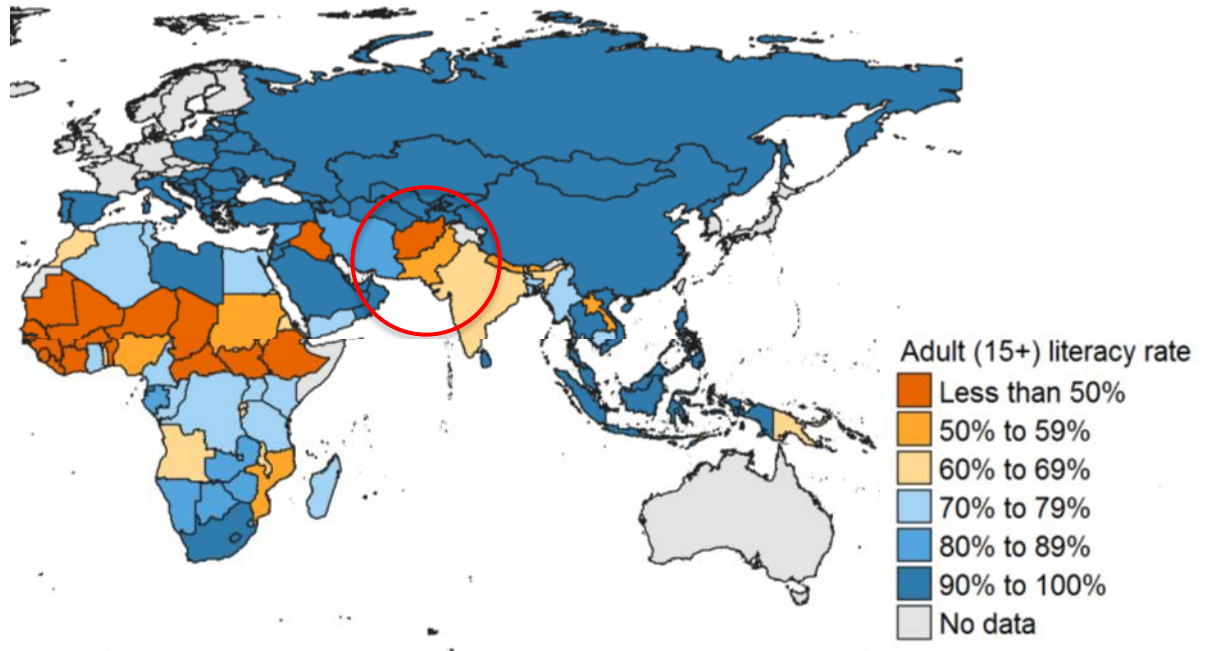 Adult (15+) literacy rate
Less than 50%
50% to 59%
60% to 69%
70% to 79%
80% to 89%
90% to 100%
No data